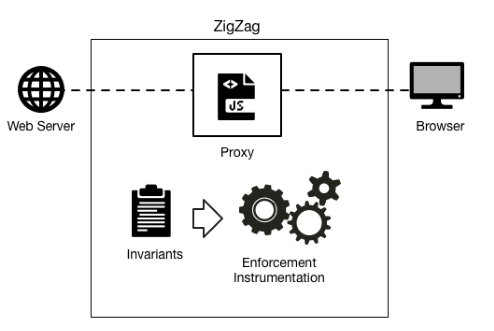 ZigZag
JS
Web Server
Browser
Proxy
Invariants
Enforcement
Instrumentation